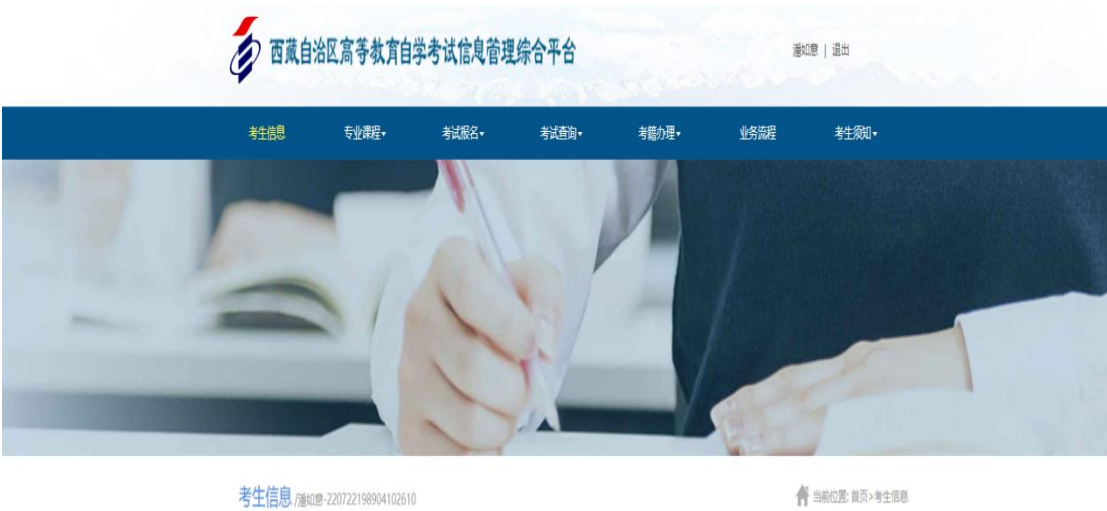 西藏自治区高等教育自学考试信息管理综合平台
潘如意 | 退出
考生信息 专业课程▾ 考试报名▾ 考试查询▾ 考籍办理▾ 业务流程 考生须知▾
考生信息 /潘如意-220722198904102610
当前位置: 首页>考生信息